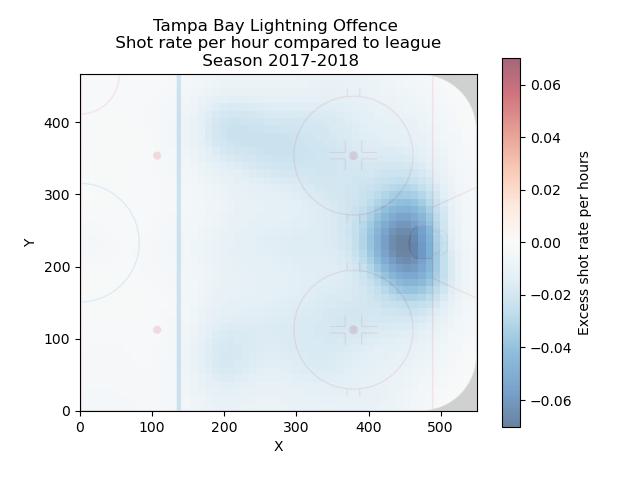 Tampa Bay Lightning Offence
Shot rate per hour compared to league
Season 2017-2018
400
300
200
100
0
Y
0 100 200 300 400 500
X
0.06
0.04
0.02
0.00
−0.02
−0.04
−0.06
Excess shot rate per hours